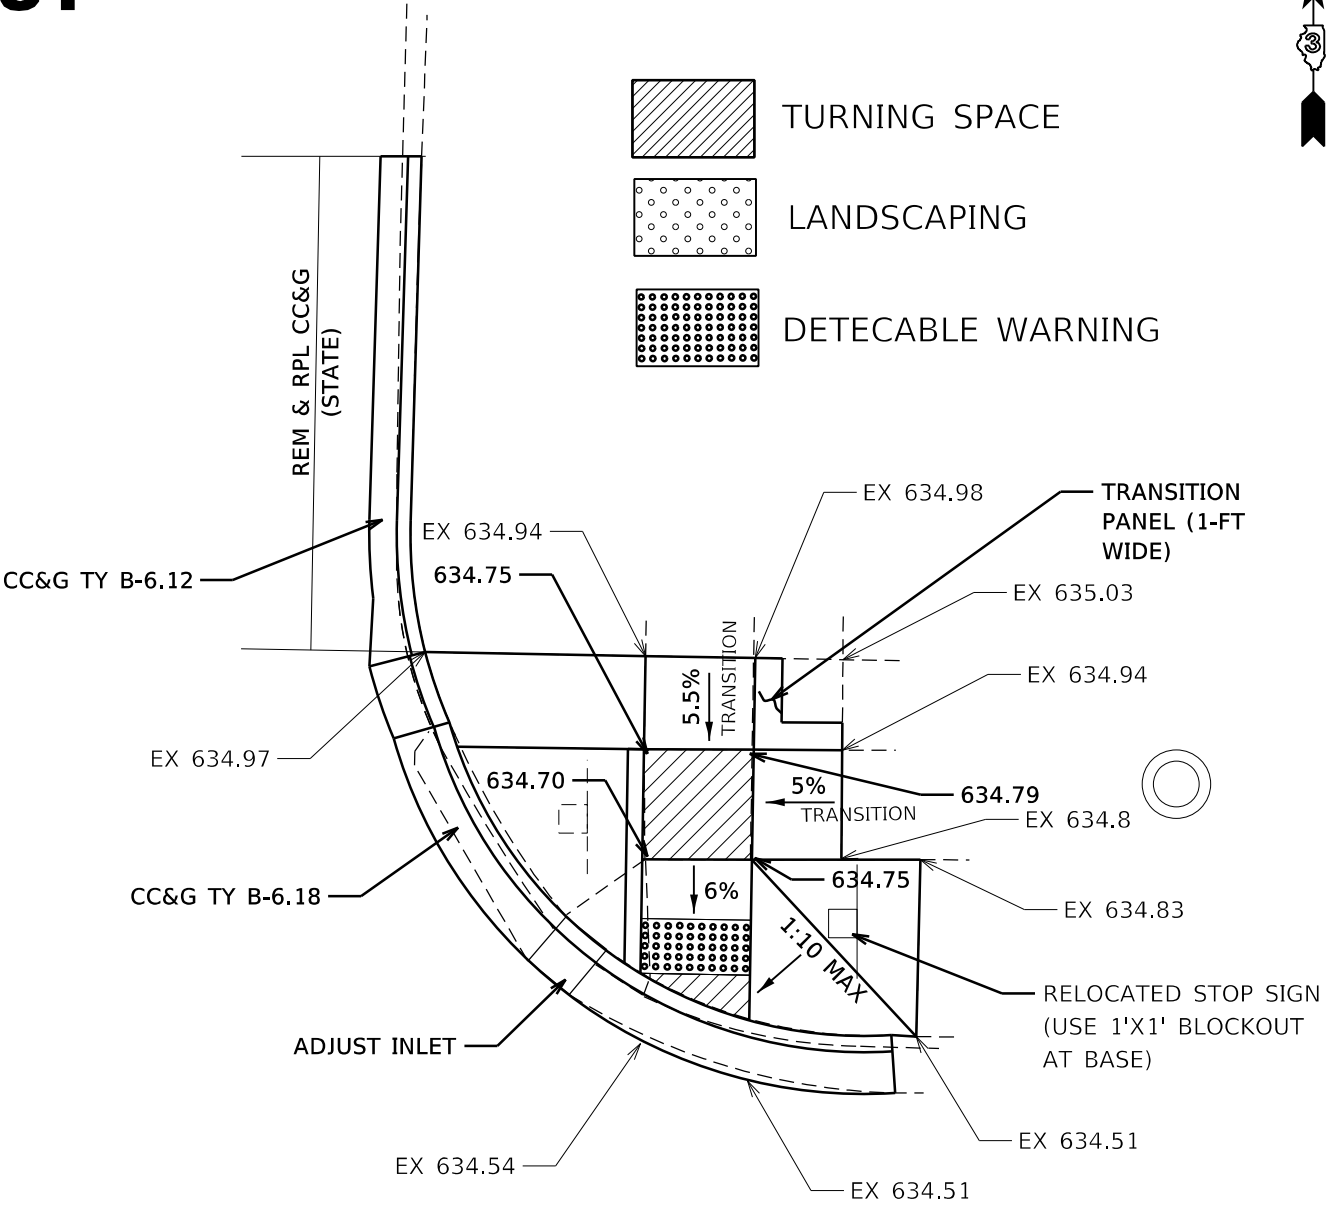 3
TURNING SPACE
LANDSCAPING
DETECABLE WARNING
REM & RPL CC&G
(STATE)
EX 634.98
TRANSITION
PANEL (1-FT
WIDE)
EX 634.94
634.75
CC&G TY B-6.12
EX 635.03
TRANSITION
5.5%
EX 634.94
EX 634.97
634.70
5%
TRANSITION
634.79
EX 634.8
634.75
6%
CC&G TY B-6.18
EX 634.83
1:10 MAX
RELOCATED STOP SIGN
(USE 1'X1' BLOCKOUT
AT BASE)
ADJUST INLET
EX 634.51
EX 634.54
EX 634.51